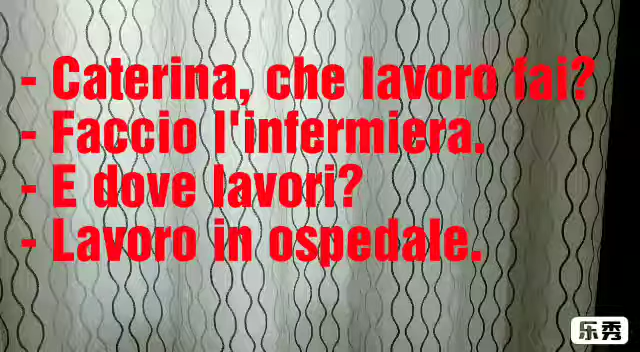 - Caterina, che lavoro fai?
- Faccio l'infermiera.
- E dove lavori?
- Lavoro in ospedale.
乐秀